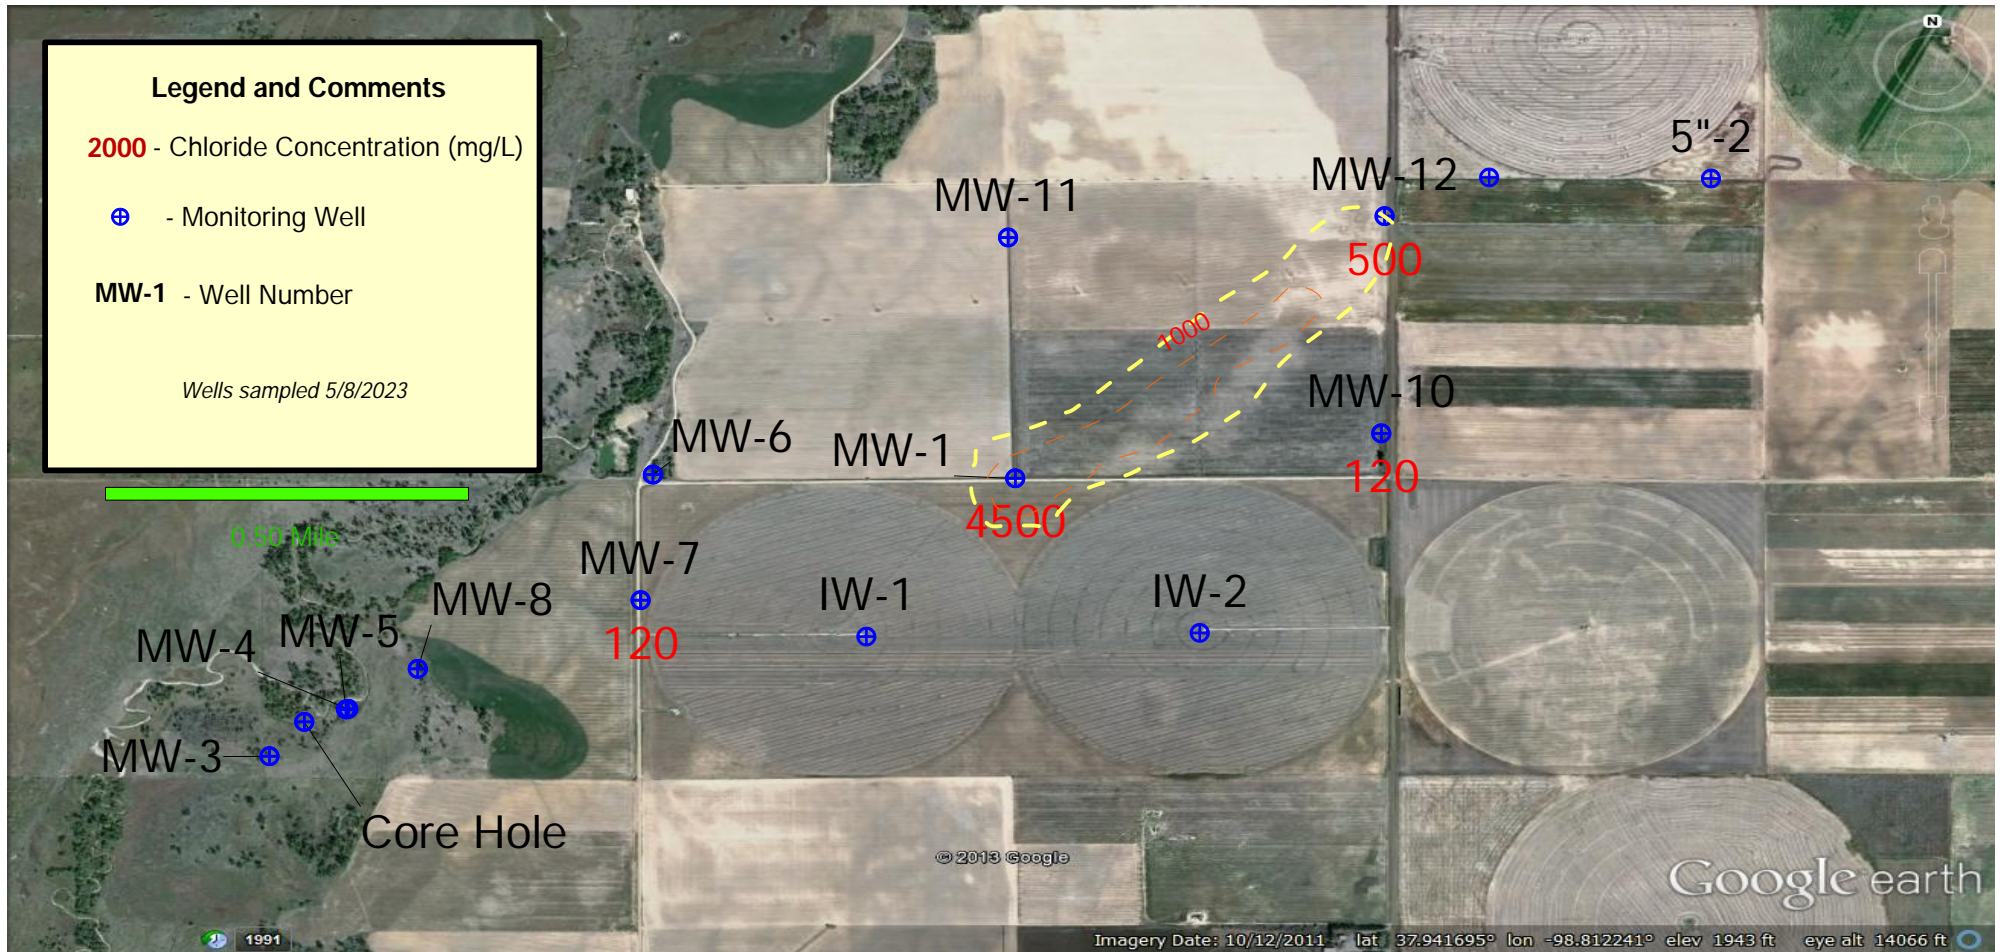 Legend and Comments
2000 - Chloride Concentration (mg/L)
- Monitoring Well
MW-1 - Well Number
Wells sampled 5/8/2023
0.50 Mile
N
5"-2
MW-12
MW-11
500
1000
MW-10
MW-6
MW-1
120
4500
MW-7
MW-8
IW-1
IW-2
MW-5
MW-4
120
MW-3
Core Hole
© 2013 Google
Google earth
1991
Imagery Date: 10/12/2011 lat 37.941695° lon -98.812241° elev 1943 ft eye alt 14066 ft